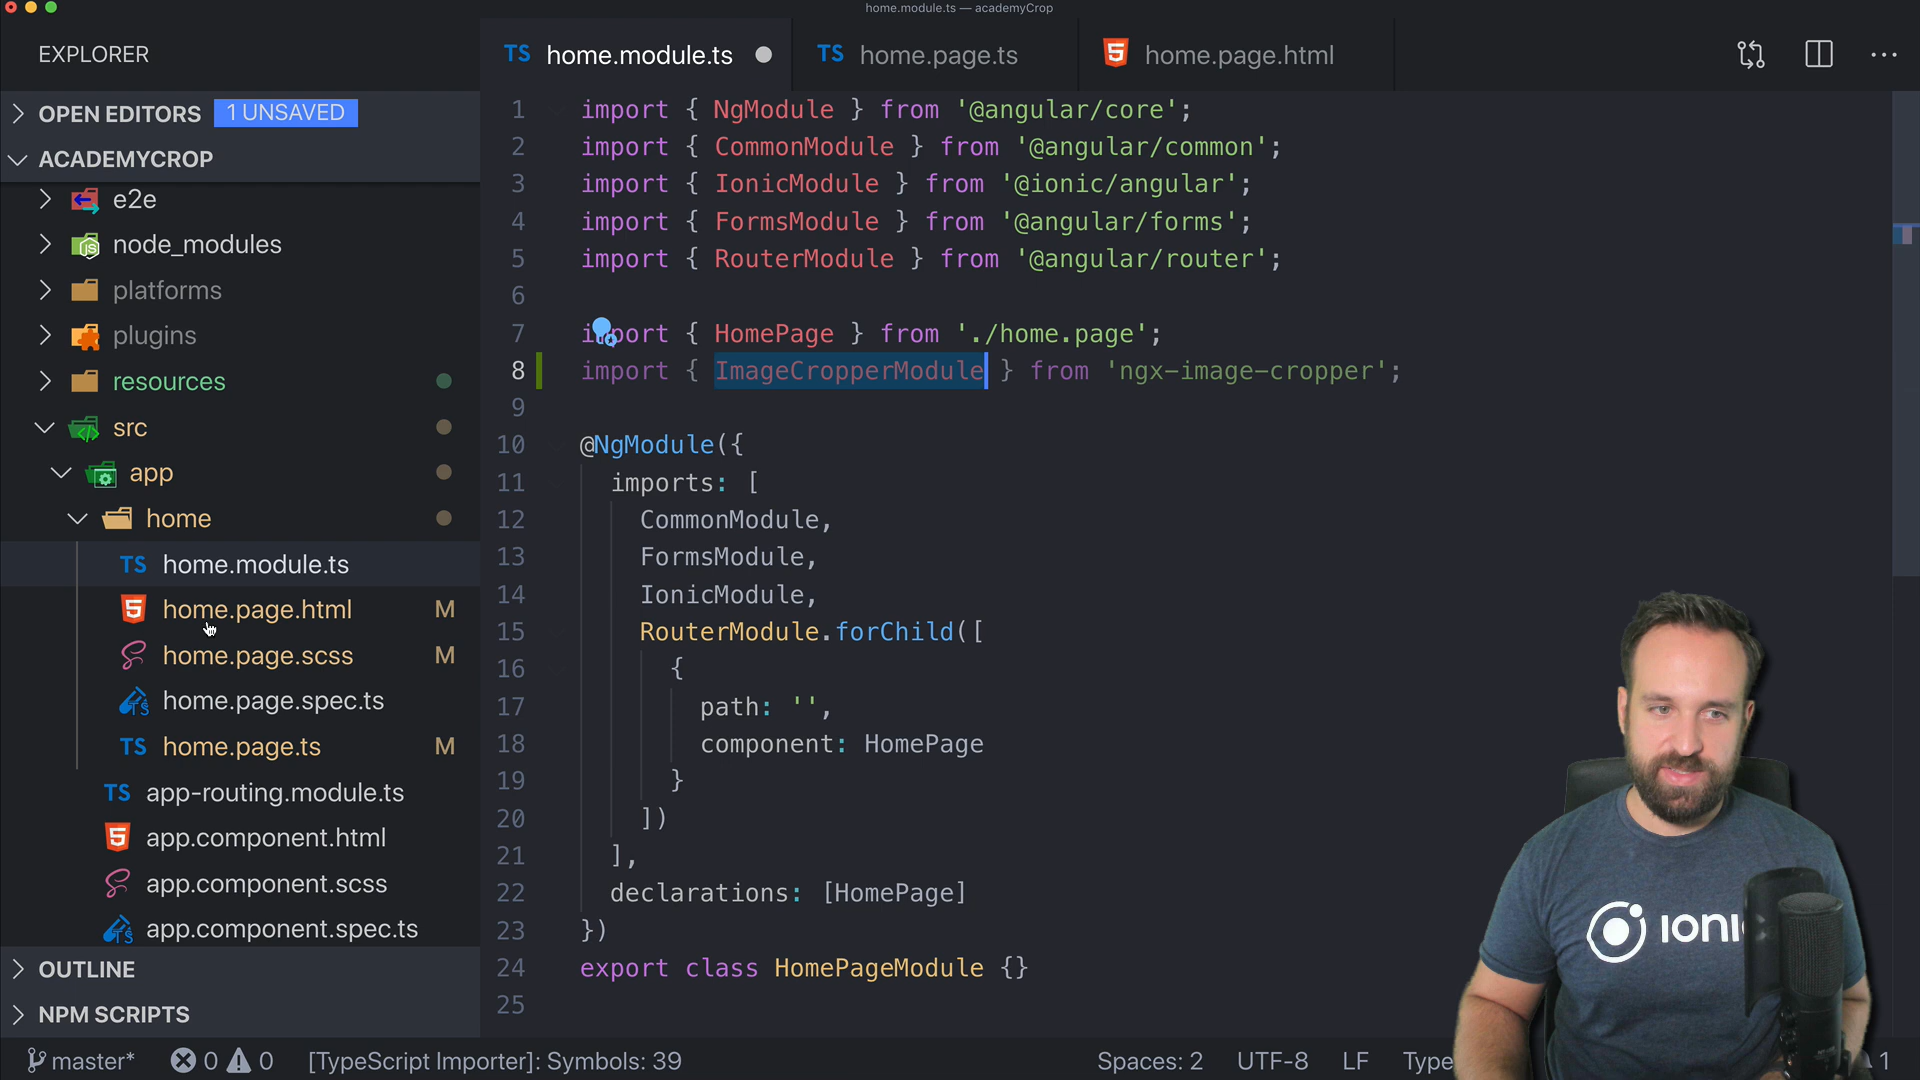 home.module.ts — academyCrop
EXPLORER
OPEN EDITORS 1 UNSAVED
ACADEMYCROP
e2e
node_modules
platforms
plugins
resources
src
app
home
TS home.module.ts
home.page.html M
home.page.scss M
home.page.spec.ts
TS home.page.ts M
TS app-routing.module.ts
app.component.html
app.component.scss
app.component.spec.ts
OUTLINE
NPM SCRIPTS
TS home.module.ts
TS home.page.ts
home.page.html
1 import { NgModule } from '@angular/core';
2 import { CommonModule } from '@angular/common';
3 import { IonicModule } from '@ionic/angular';
4 import { FormsModule } from '@angular/forms';
5 import { RouterModule } from '@angular/router';
6
7 import { HomePage } from './home.page';
8 import { ImageCropperModule } from 'ngx-image-cropper';
9
10 @NgModule({
11 imports: [
12 CommonModule,
13 FormsModule,
14 IonicModule,
15 RouterModule.forChild([
16 {
17 path: '',
18 component: HomePage
19 }
20 ])
21 ],
22 declarations: [HomePage]
23 })
24 export class HomePageModule {}
25
IONI
master* 0 0 [TypeScript Importer]: Symbols: 39 Spaces: 2 UTF-8 LF Type 1